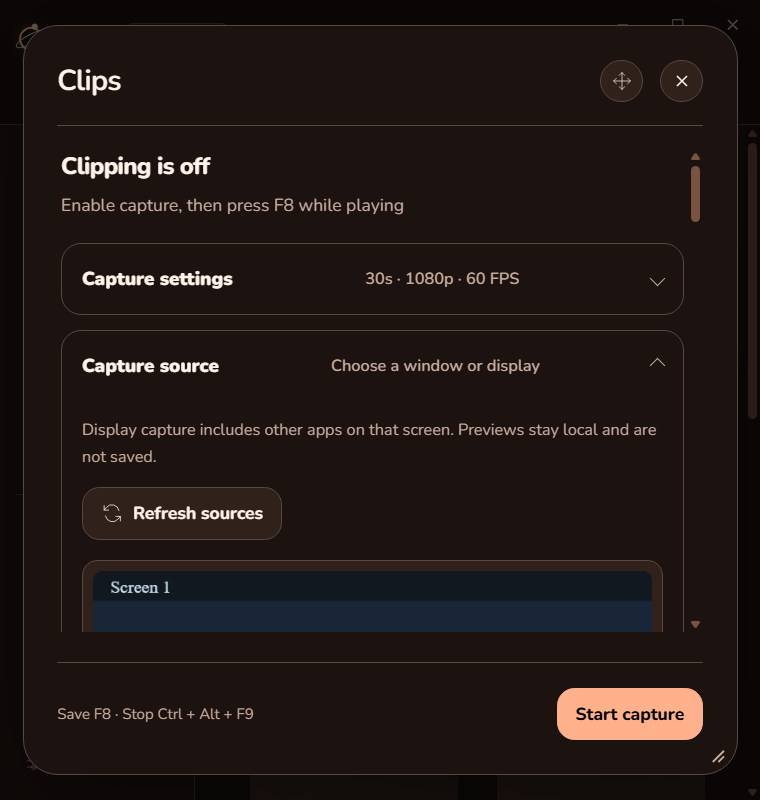 Clips
Clipping is off
Enable capture, then press F8 while playing
Capture settings
30s · 1080p · 60 FPS
Capture source
Choose a window or display
Display capture includes other apps on that screen. Previews stay local and are
not saved.
Refresh sources
Screen 1
Save F8 · Stop Ctrl + Alt + F9
Start capture